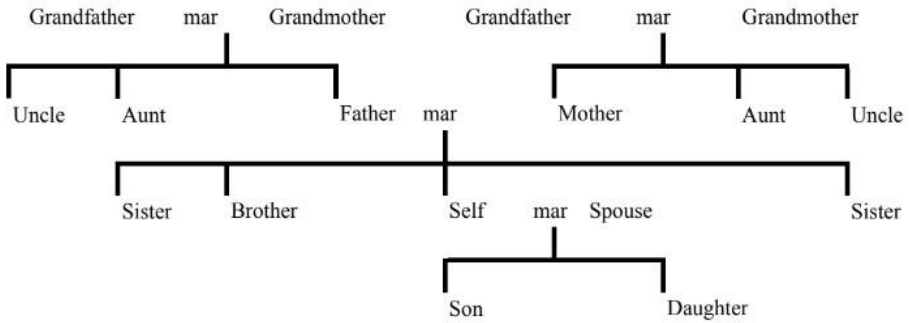 Grandfather mar Grandmother Grandfather mar Grandmother
Uncle Aunt Father mar Mother Aunt Uncle
Sister Brother Self mar Spouse Sister
Son Daughter